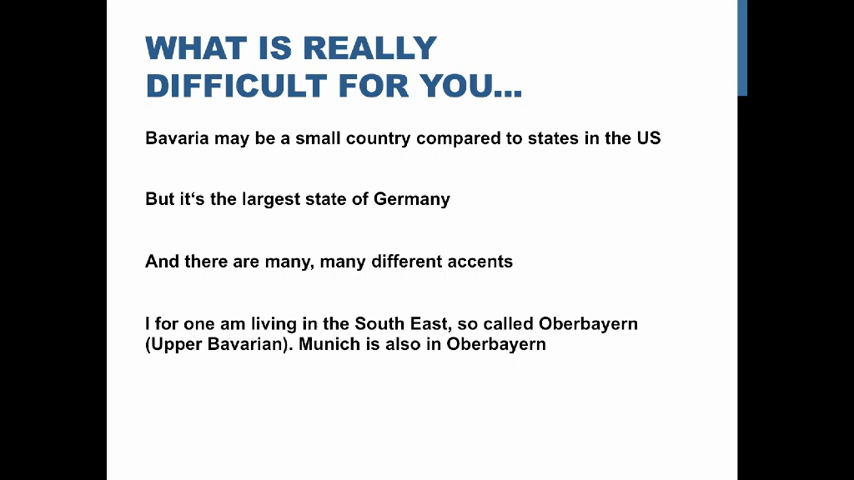 WHAT IS REALLY
DIFFICULT FOR YOU...
Bavaria may be a small country compared to states in the US
But it‘s the largest state of Germany
And there are many, many different accents
I for one am living in the South East, so called Oberbayern
(Upper Bavarian). Munich is also in Oberbayern